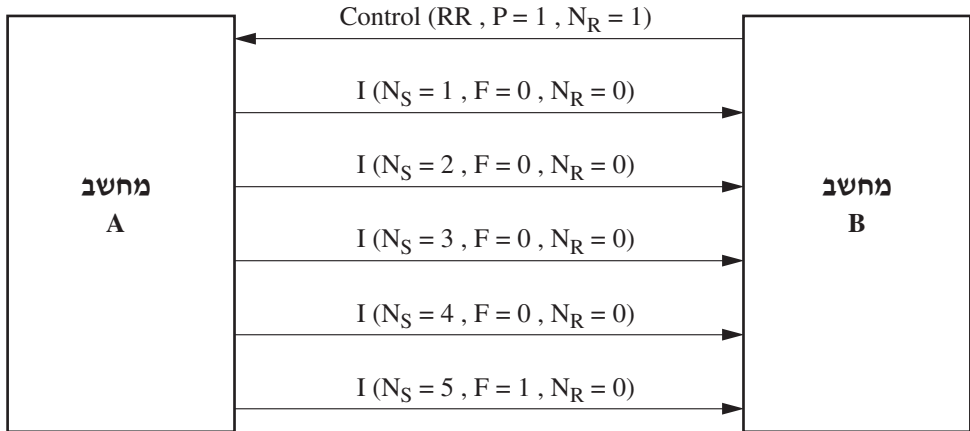 Control (RR , P = 1 , N_R = 1)
I (N_S = 1 , F = 0 , N_R = 0)
I (N_S = 2 , F = 0 , N_R = 0)
מחשב
A
מחשב
B
I (N_S = 3 , F = 0 , N_R = 0)
I (N_S = 4 , F = 0 , N_R = 0)
I (N_S = 5 , F = 1 , N_R = 0)